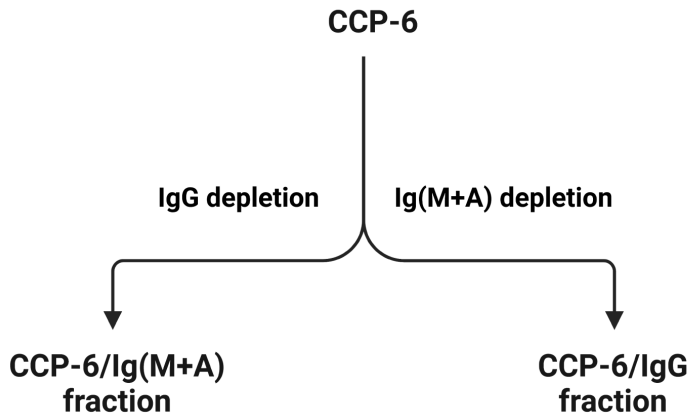 CCP-6
IgG depletion
Ig(M+A) depletion
CCP-6/Ig(M+A)
fraction
CCP-6/IgG
fraction